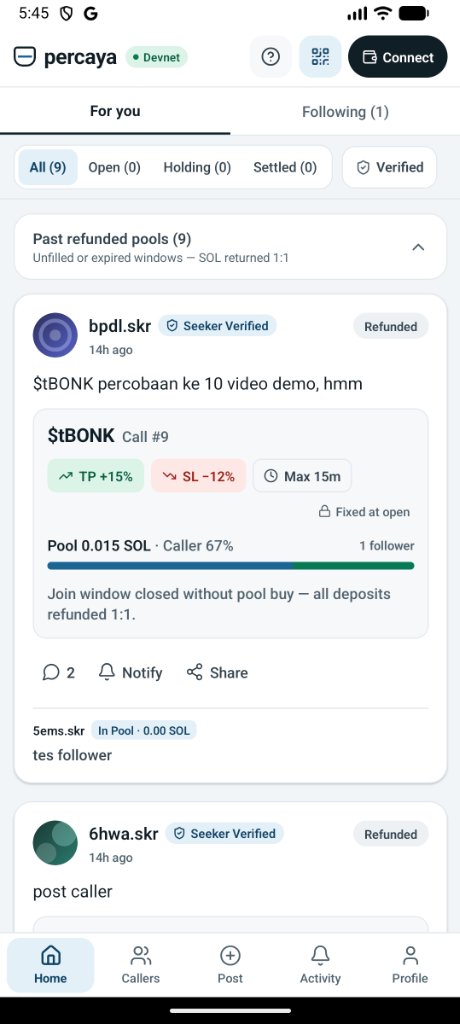 5:45
percaya
Devnet
Connect
For you
Following (1)
All (9)
Open (0)
Holding (0)
Settled (0)
Verified
Past refunded pools (9)
Unfilled or expired windows — SOL returned 1:1
bpdl.skr
Seeker Verified
Refunded
14h ago
$tBONK percobaan ke 10 video demo, hmm
$tBONK Call #9
TP +15%
SL −12%
Max 15m
Fixed at open
Pool 0.015 SOL · Caller 67%
1 follower
Join window closed without pool buy — all deposits
refunded 1:1.
2
Notify
Share
5ems.skr
In Pool · 0.00 SOL
tes follower
6hwa.skr
Seeker Verified
Refunded
14h ago
post caller
Home
Callers
Post
Activity
Profile